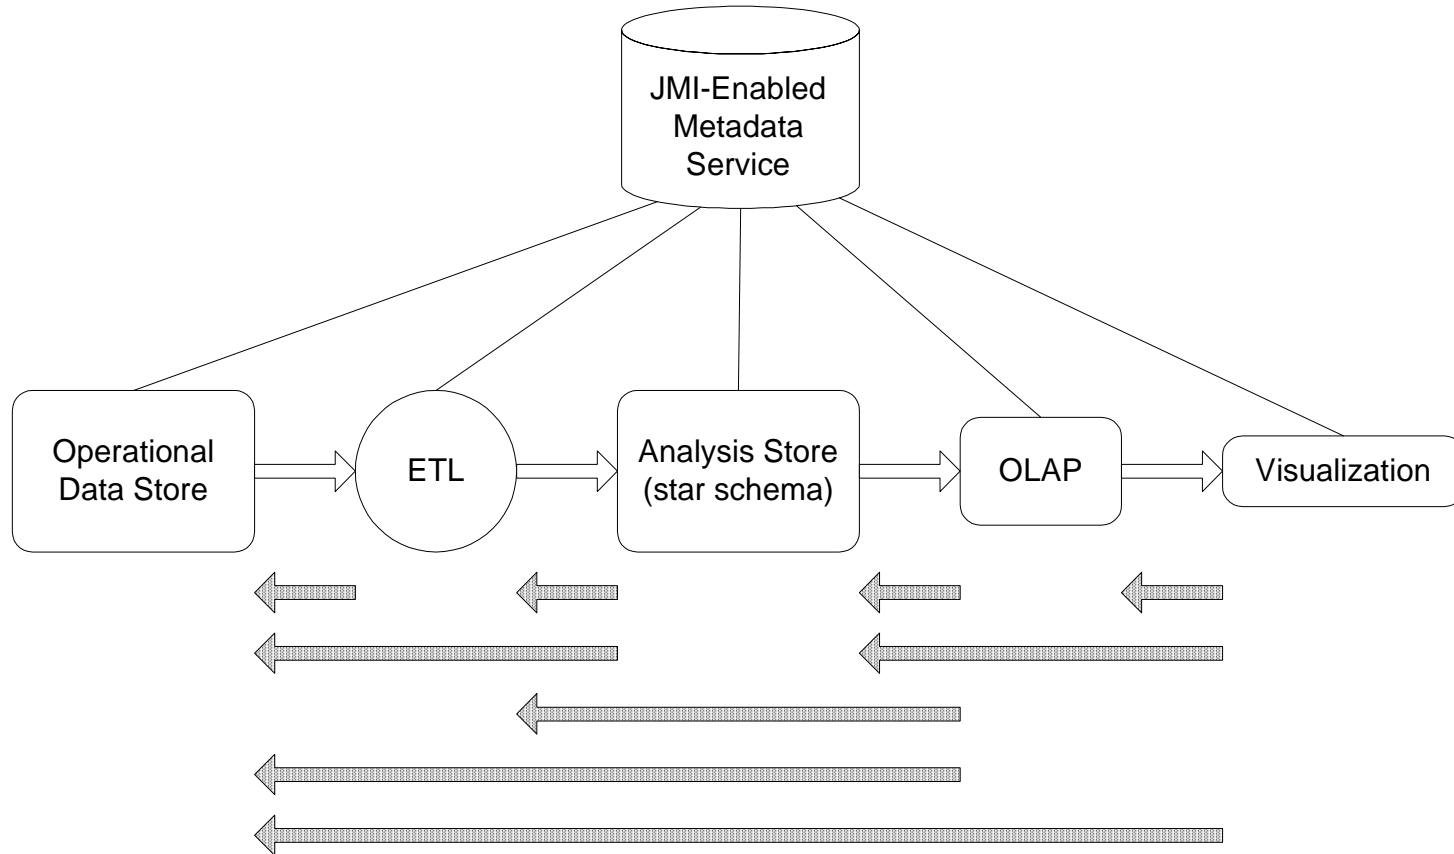 JMI-Enabled
Metadata
Service
Operational
Data Store
ETL
Analysis Store
(star schema)
OLAP
Visualization